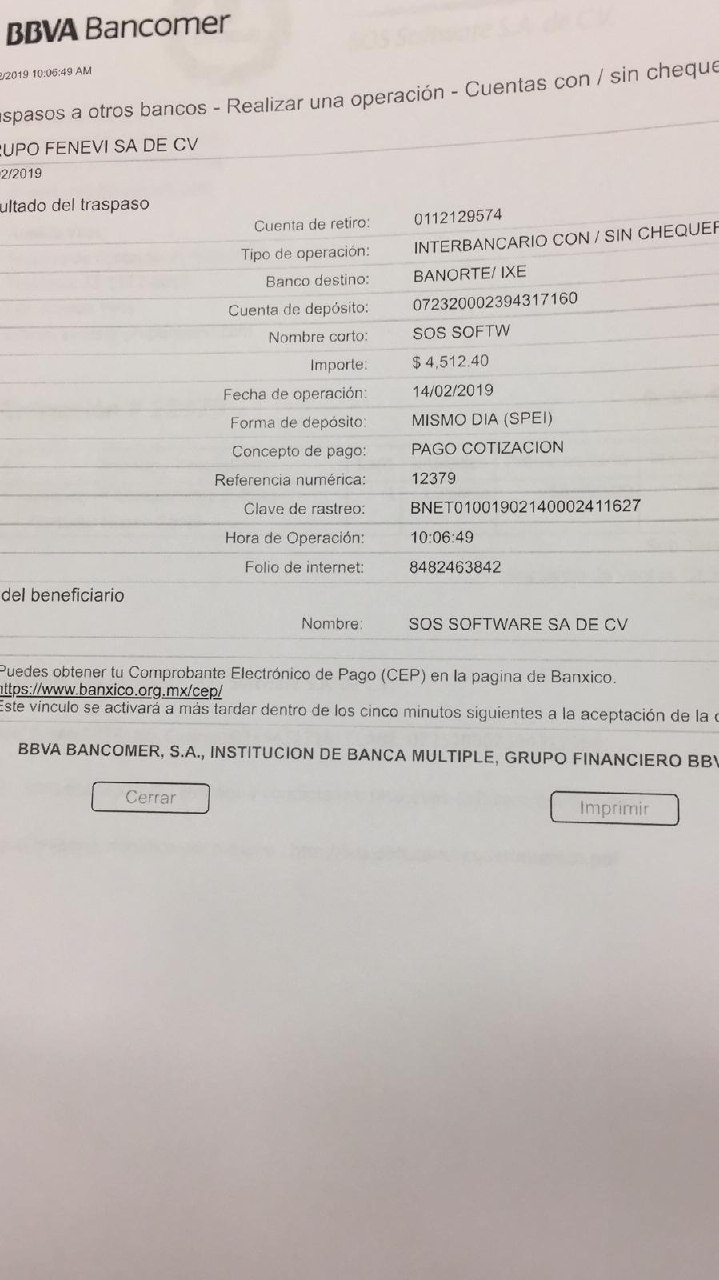 BBVA Bancomer
2/2019 10:06:49 AM
aspasos a otros bancos - Realizar una operación - Cuentas con / sin cheque
RUPO FENEVI SA DE CV
02/2019
ultado del traspaso
Cuenta de retiro: 0112129574
Tipo de operación: INTERBANCARIO CON / SIN CHEQUER
Banco destino: BANORTE/ IXE
Cuenta de depósito: 072320002394317160
Nombre corto: SOS SOFTW
Importe: $ 4,512.40
Fecha de operación: 14/02/2019
Forma de depósito: MISMO DIA (SPEI)
Concepto de pago: PAGO COTIZACION
Referencia numérica: 12379
Clave de rastreo: BNET01001902140002411627
Hora de Operación: 10:06:49
Folio de internet: 8482463842
del beneficiario
Nombre: SOS SOFTWARE SA DE CV
Puedes obtener tu Comprobante Electrónico de Pago (CEP) en la pagina de Banxico.
https://www.banxico.org.mx/cep/
Este vínculo se activará a más tardar dentro de los cinco minutos siguientes a la aceptación de la
BBVA BANCOMER, S.A., INSTITUCION DE BANCA MULTIPLE, GRUPO FINANCIERO BBV
Cerrar Imprimir